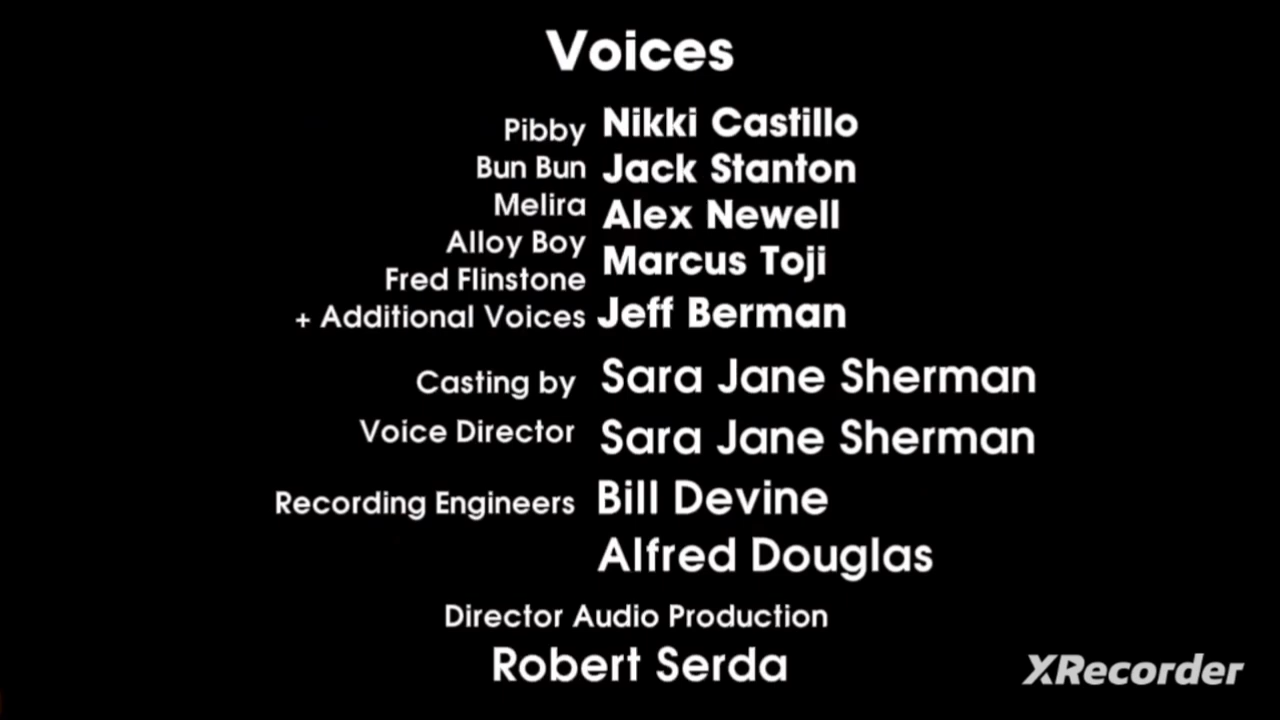 Voices
Pibby Nikki Castillo
Bun Bun Jack Stanton
Melira Alex Newell
Alloy Boy Marcus Toji
Fred Flinstone
+ Additional Voices Jeff Berman
Casting by Sara Jane Sherman
Voice Director Sara Jane Sherman
Recording Engineers Bill Devine
Alfred Douglas
Director Audio Production
Robert Serda
XRecorder